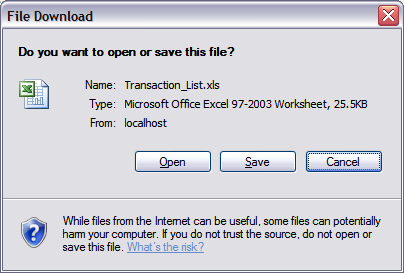 File Download
Do you want to open or save this file?
Name: Transaction_List.xls
Type: Microsoft Office Excel 97-2003 Worksheet, 25.5KB
From: localhost
Open Save Cancel
While files from the Internet can be useful, some files can potentially
harm your computer. If you do not trust the source, do not open or
save this file. What's the risk?